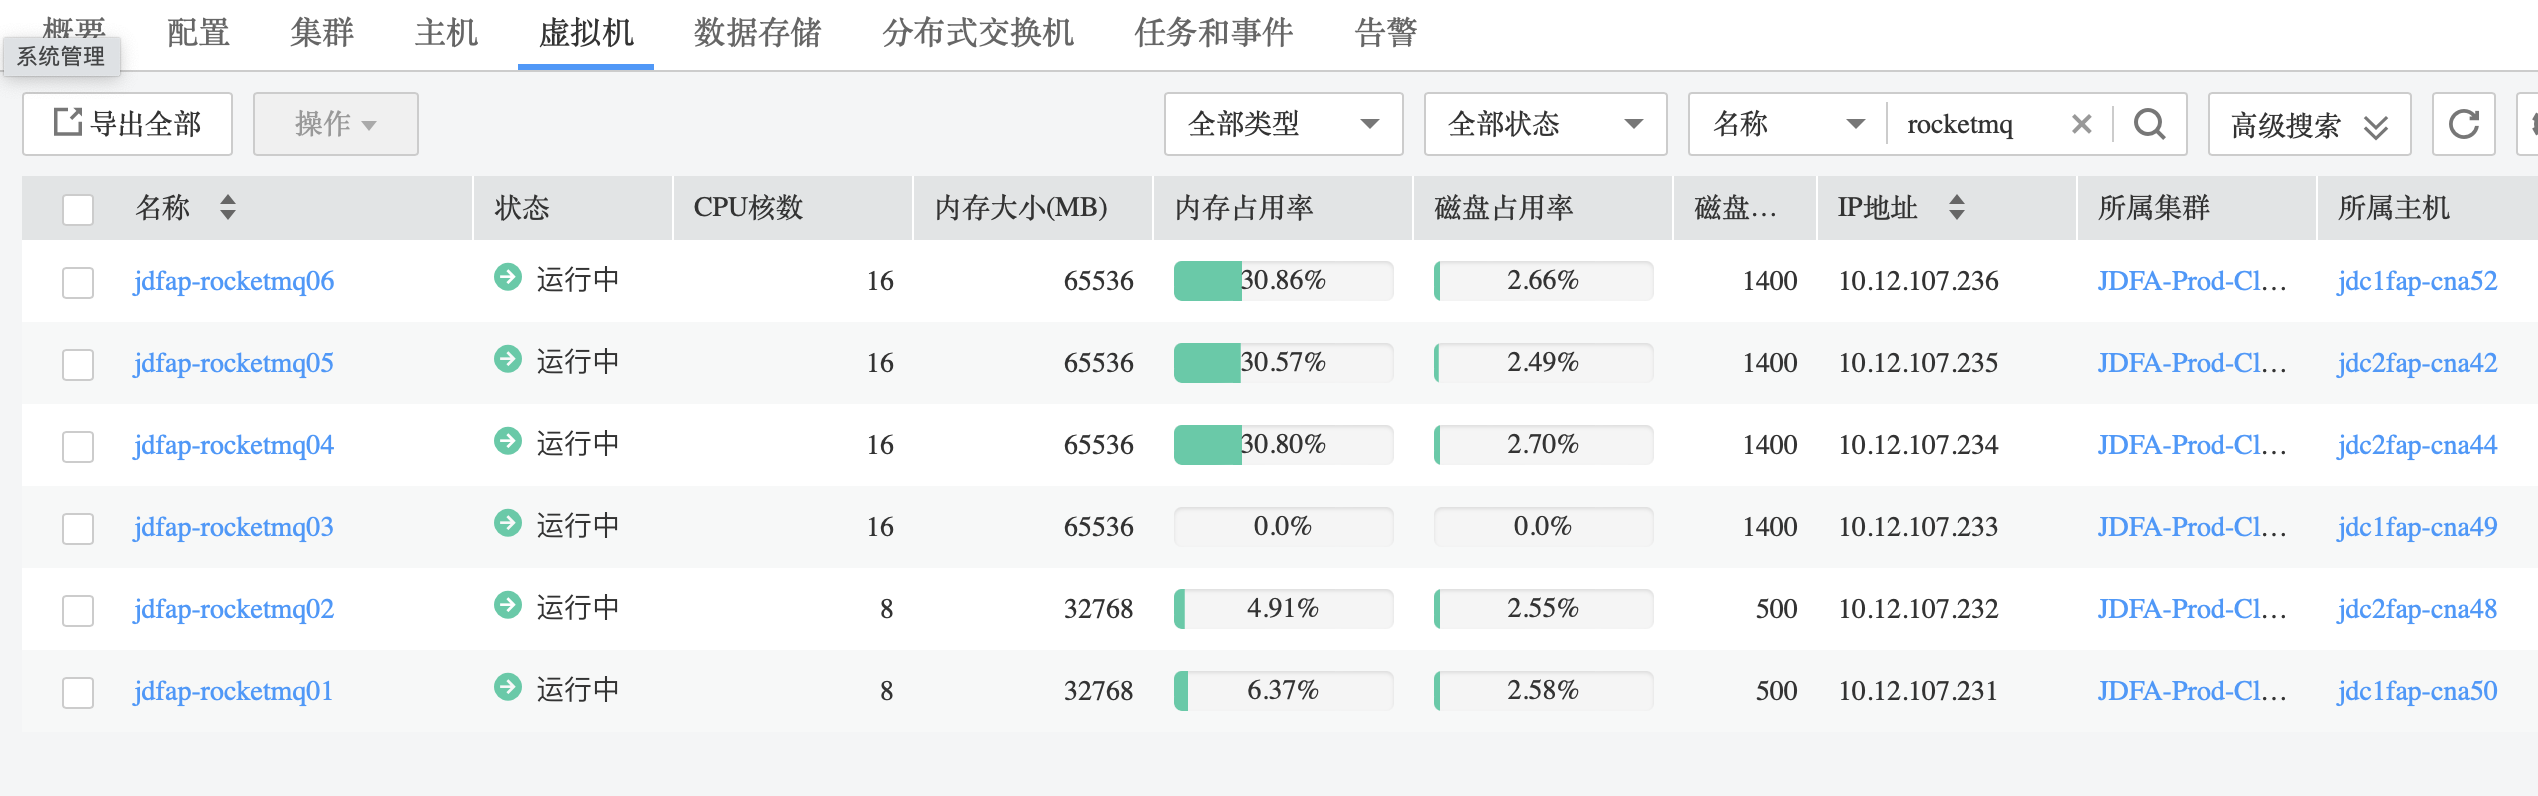 概要 配置 集群 主机 虚拟机 数据存储 分布式交换机 任务和事件 告警
系统管理
导出全部 操作 全部类型 全部状态 名称 rocketmq 高级搜索
名称 状态 CPU核数 内存大小(MB) 内存占用率 磁盘占用率 磁盘... IP地址 所属集群 所属主机
jdfap-rocketmq06 运行中 16 65536 30.86% 2.66% 1400 10.12.107.236 JDFA-Prod-Cl... jdc1fap-cna52
jdfap-rocketmq05 运行中 16 65536 30.57% 2.49% 1400 10.12.107.235 JDFA-Prod-Cl... jdc2fap-cna42
jdfap-rocketmq04 运行中 16 65536 30.80% 2.70% 1400 10.12.107.234 JDFA-Prod-Cl... jdc2fap-cna44
jdfap-rocketmq03 运行中 16 65536 0.0% 0.0% 1400 10.12.107.233 JDFA-Prod-Cl... jdc1fap-cna49
jdfap-rocketmq02 运行中 8 32768 4.91% 2.55% 500 10.12.107.232 JDFA-Prod-Cl... jdc2fap-cna48
jdfap-rocketmq01 运行中 8 32768 6.37% 2.58% 500 10.12.107.231 JDFA-Prod-Cl... jdc1fap-cna50